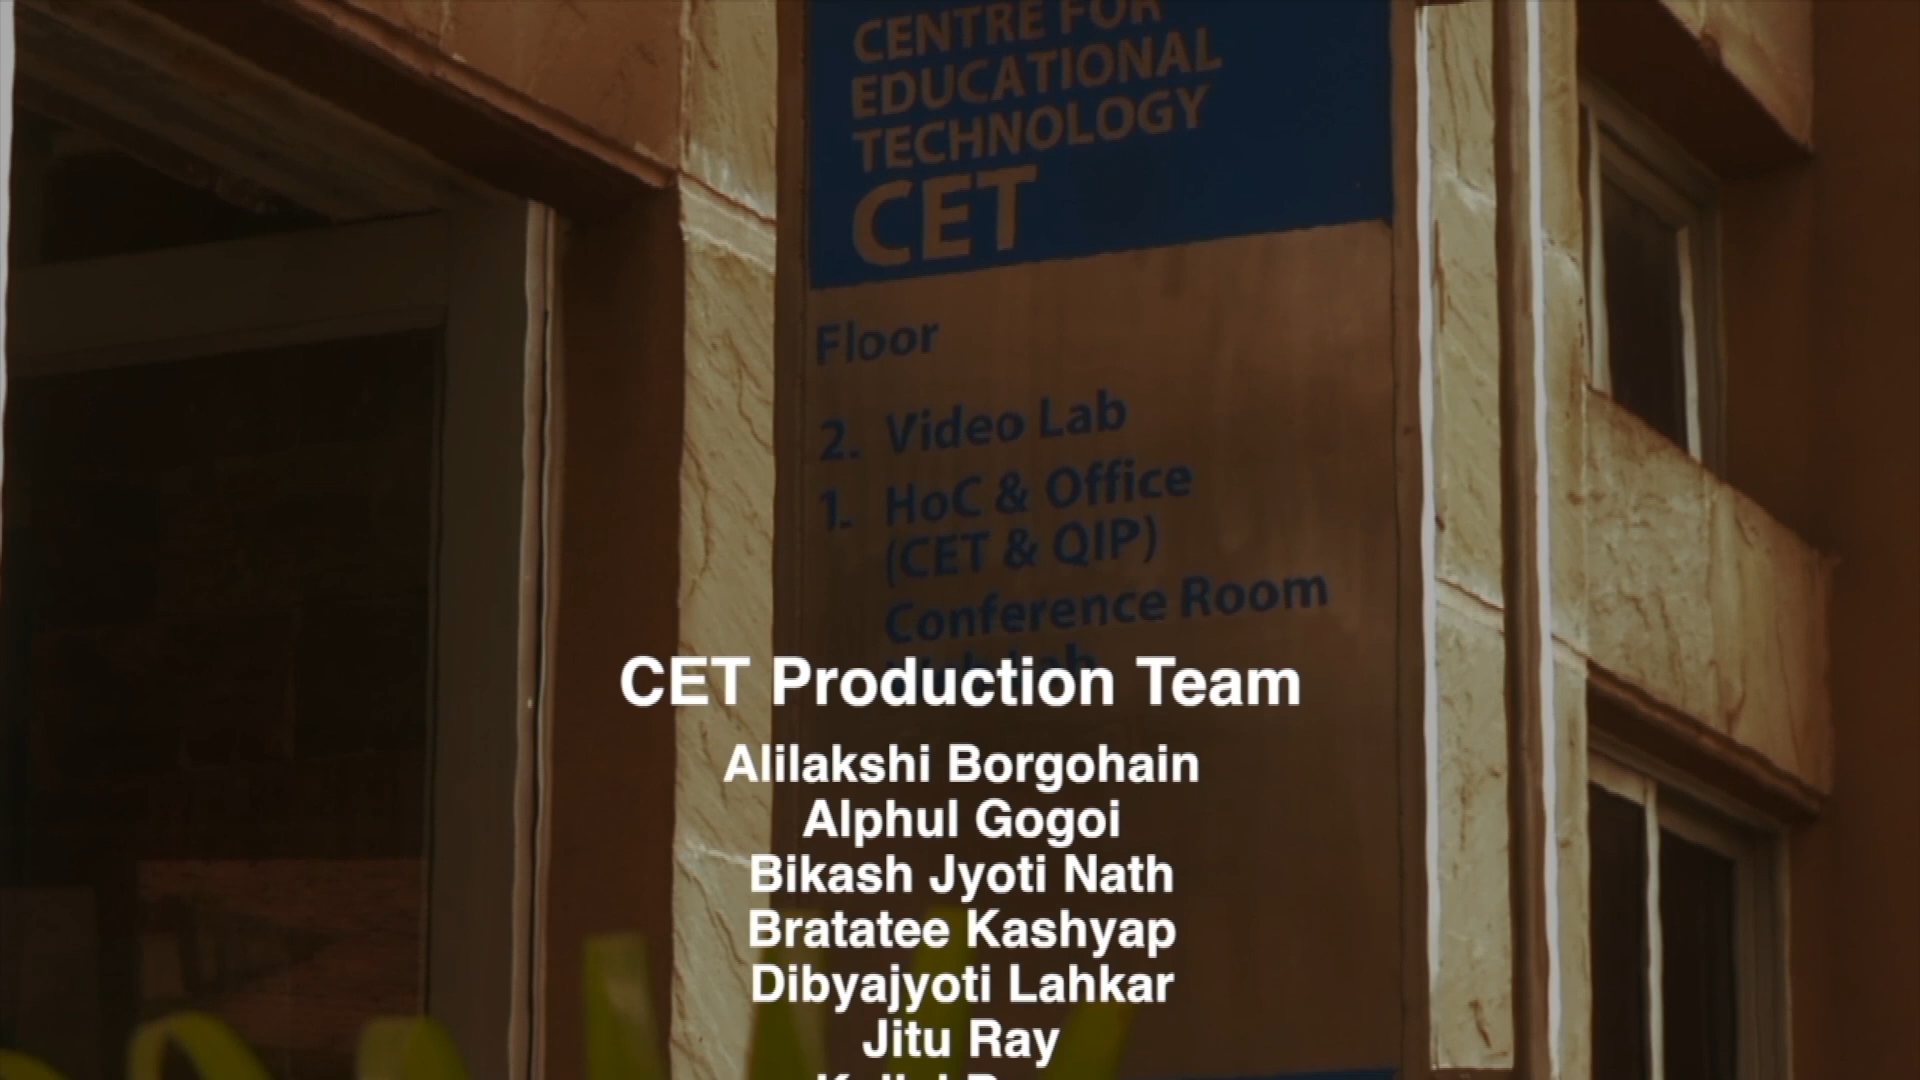 CENTRE FOR
EDUCATIONAL
TECHNOLOGY
CET
Floor
2. Video Lab
1. HoC & Office
(CET & QIP)
Conference Room
CET Production Team
Alilakshi Borgohain
Alphul Gogoi
Bikash Jyoti Nath
Bratatee Kashyap
Dibyajyoti Lahkar
Jitu Ray